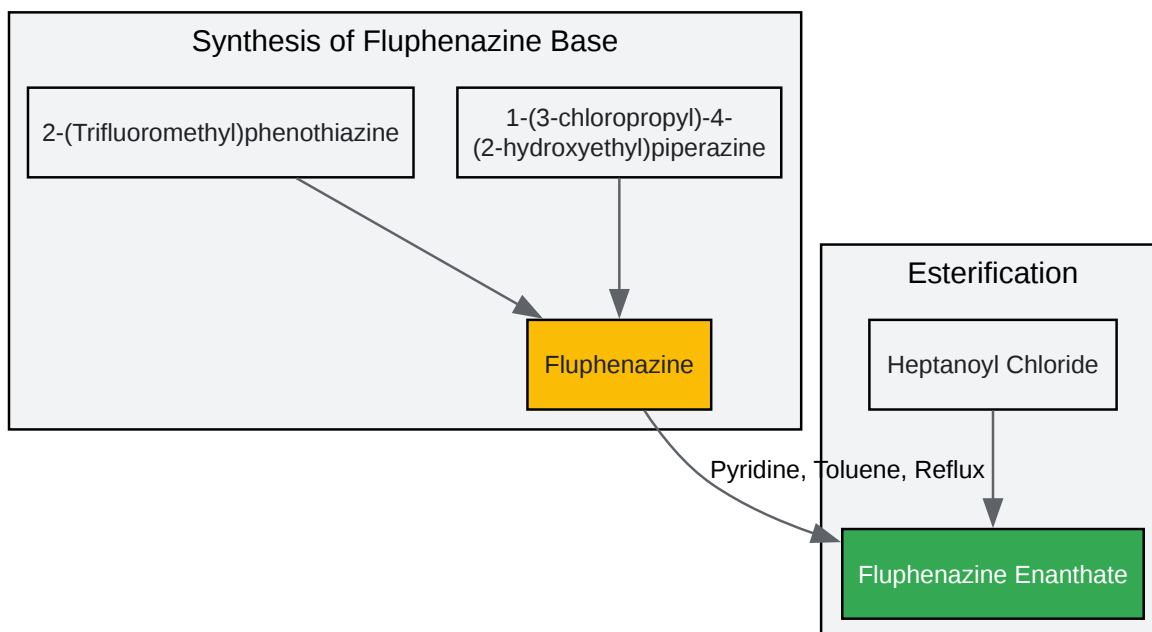 Synthesis of Fluphenazine Base
2-(Trifluoromethyl)phenothiazine
1-(3-chloropropyl)-4-
(2-hydroxyethyl)piperazine
Fluphenazine
Esterification
Heptanoyl Chloride
Pyridine, Toluene, Reflux
Fluphenazine Enanthate